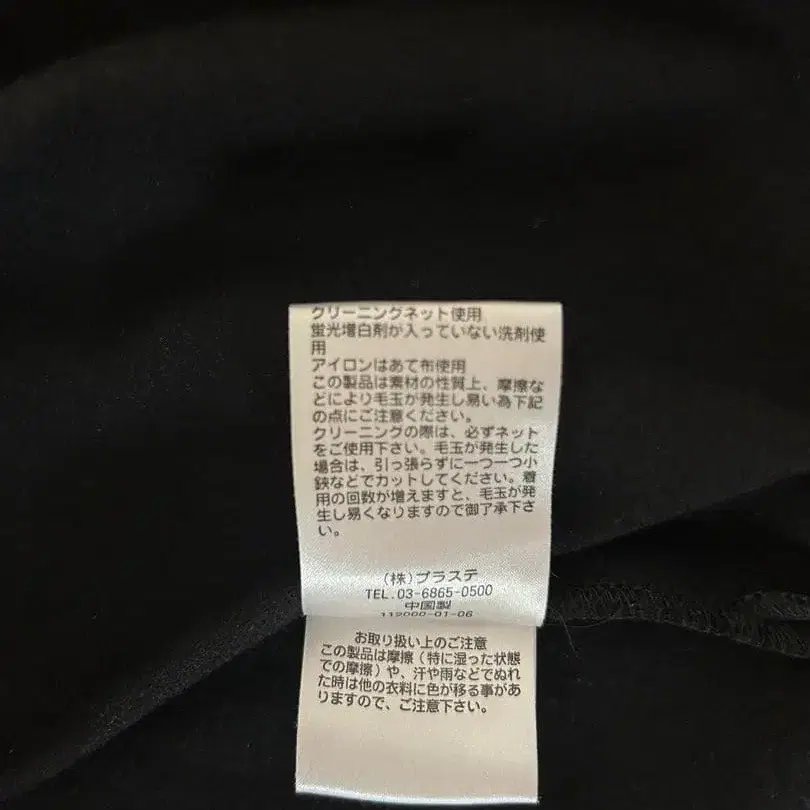 クリーニングネット使用
蛍光増白剤が入っていない洗剤使
用
アイロンはあて布使用
この製品は素材の性質上、摩擦な
どにより毛玉が発生し易い為下記
の点にご注意ください。
クリーニングの際は、必ずネット
をご使用下さい。毛玉が発生した
場合は、引っ張らずに一つ一つ小
鋏などでカットしてください。着
用の回数が増えますと、毛玉が発
生し易くなりますので御了承下さ
い。
(株)プラステ
TEL.03-6865-0500
中国製
112000-01-06
お取り扱い上のご注意
この製品は摩擦(特に湿った状態
での摩擦)や、汗や雨などでぬれ
た時は他の衣料に色が移る事があ
りますので、ご注意下さい。